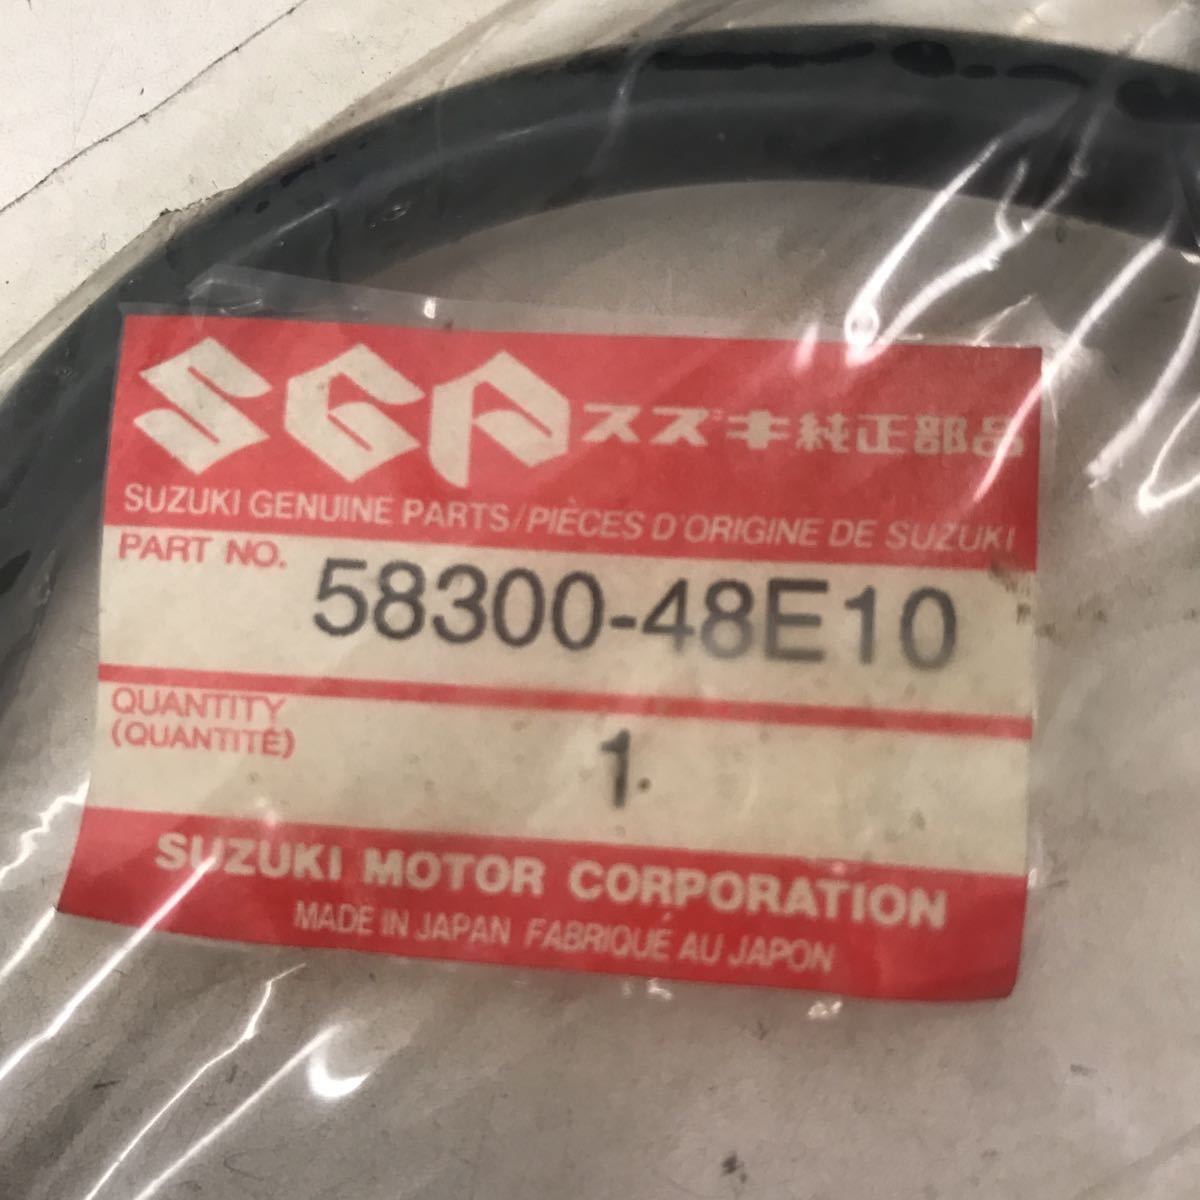 SGP スズキ純正部品
SUZUKI GENUINE PARTS/PIÈCES D'ORIGINE DE SUZUKI
PART NO. 58300-48E10
QUANTITY
(QUANTITÉ) 1
SUZUKI MOTOR CORPORATION
MADE IN JAPAN FABRIQUÉ AU JAPON